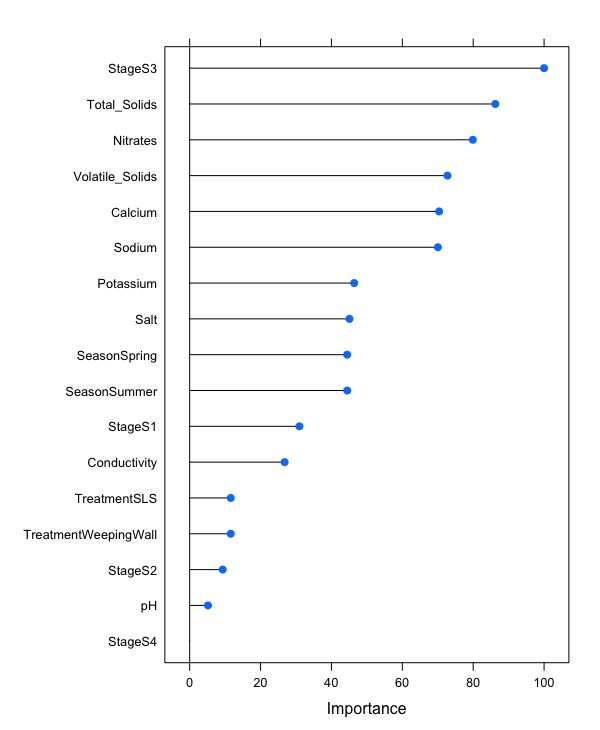 StageS3
Total_Solids
Nitrates
Volatile_Solids
Calcium
Sodium
Potassium
Salt
SeasonSpring
SeasonSummer
StageS1
Conductivity
TreatmentSLS
TreatmentWeepingWall
StageS2
pH
StageS4
0 20 40 60 80 100
Importance